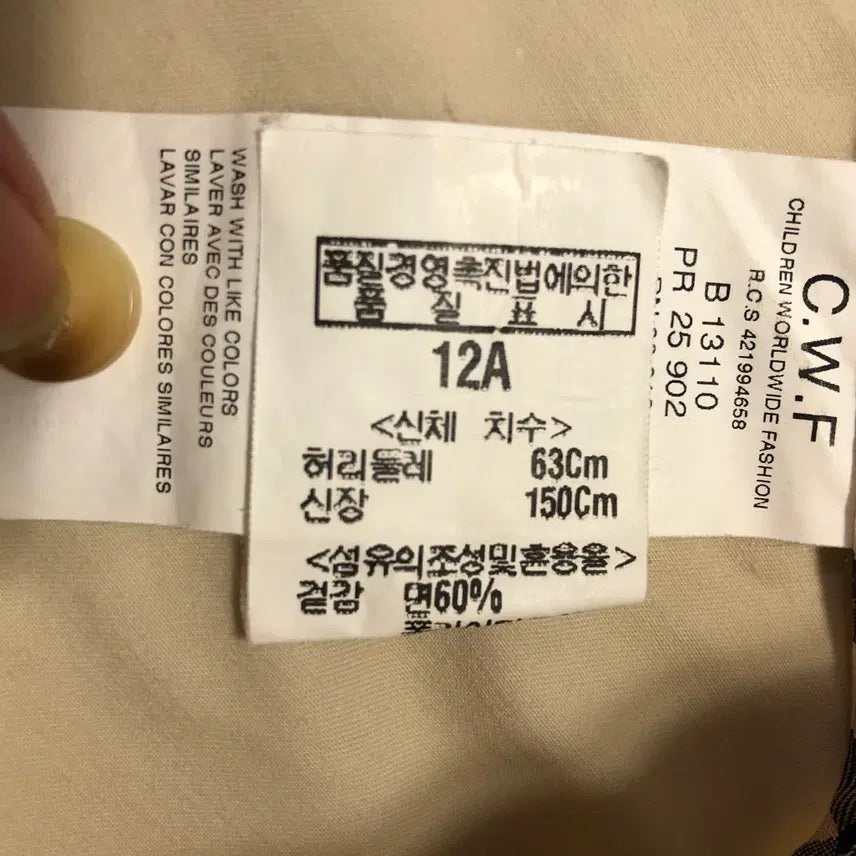 품질경영촉진법에의한
품 질 표 시
12A
<신체 치수>
허리둘레 63Cm
신장 150Cm
<섬유의조성및혼용율>
겉감 면60%
WASH WITH LIKE COLORS
LAVER AVEC DES COULEURS
SIMILAIRES
LAVAR CON COLORES SIMILAIRES
C.W.F
CHILDREN WORLDWIDE FASHION
R.C.S 421994658
B 13110
PR 25 902